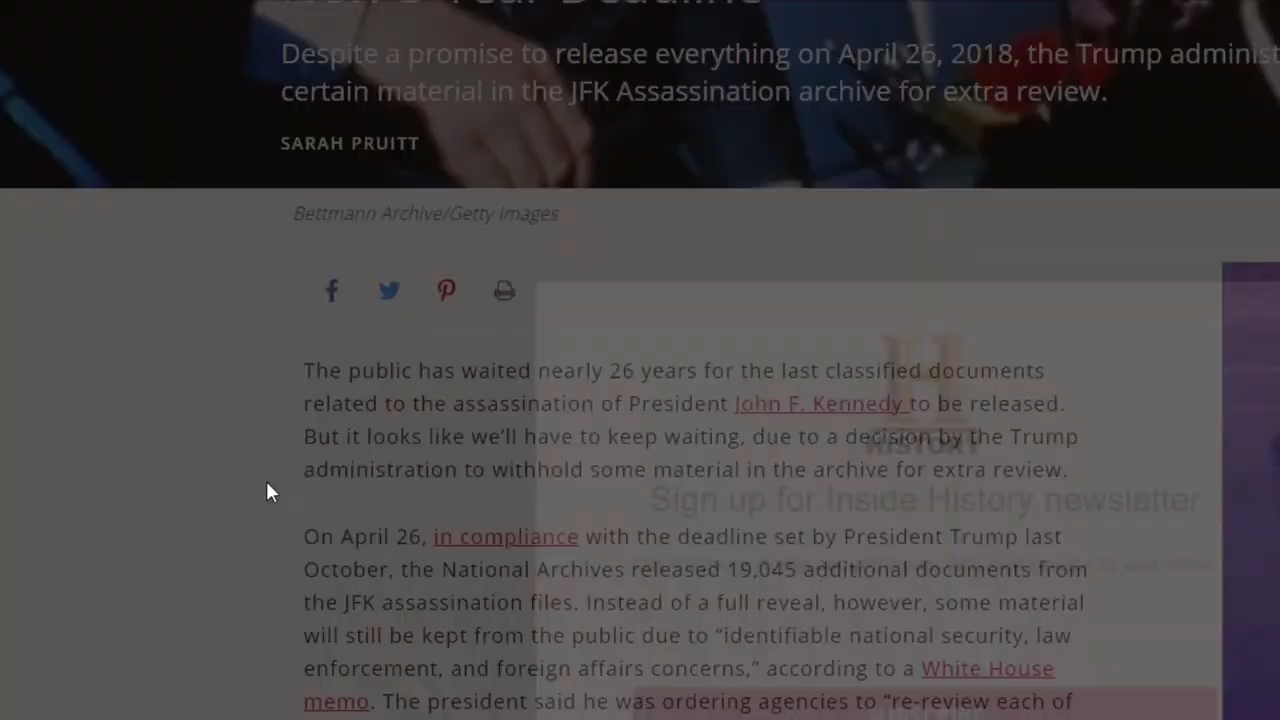 Despite a promise to release everything on April 26, 2018, the Trump administ
certain material in the JFK Assassination archive for extra review.
SARAH PRUITT
Bettmann Archive/Getty Images
The public has waited nearly 26 years for the last classified documents
related to the assassination of President John F. Kennedy to be released.
But it looks like we’ll have to keep waiting, due to a decision by the Trump
administration to withhold some material in the archive for extra review.
H
HISTORY
Sign up for Inside History newsletter
On April 26, in compliance with the deadline set by President Trump last
October, the National Archives released 19,045 additional documents from
the JFK assassination files. Instead of a full reveal, however, some material
will still be kept from the public due to “identifiable national security, law
enforcement, and foreign affairs concerns,” according to a White House
memo. The president said he was ordering agencies to “re-review each of